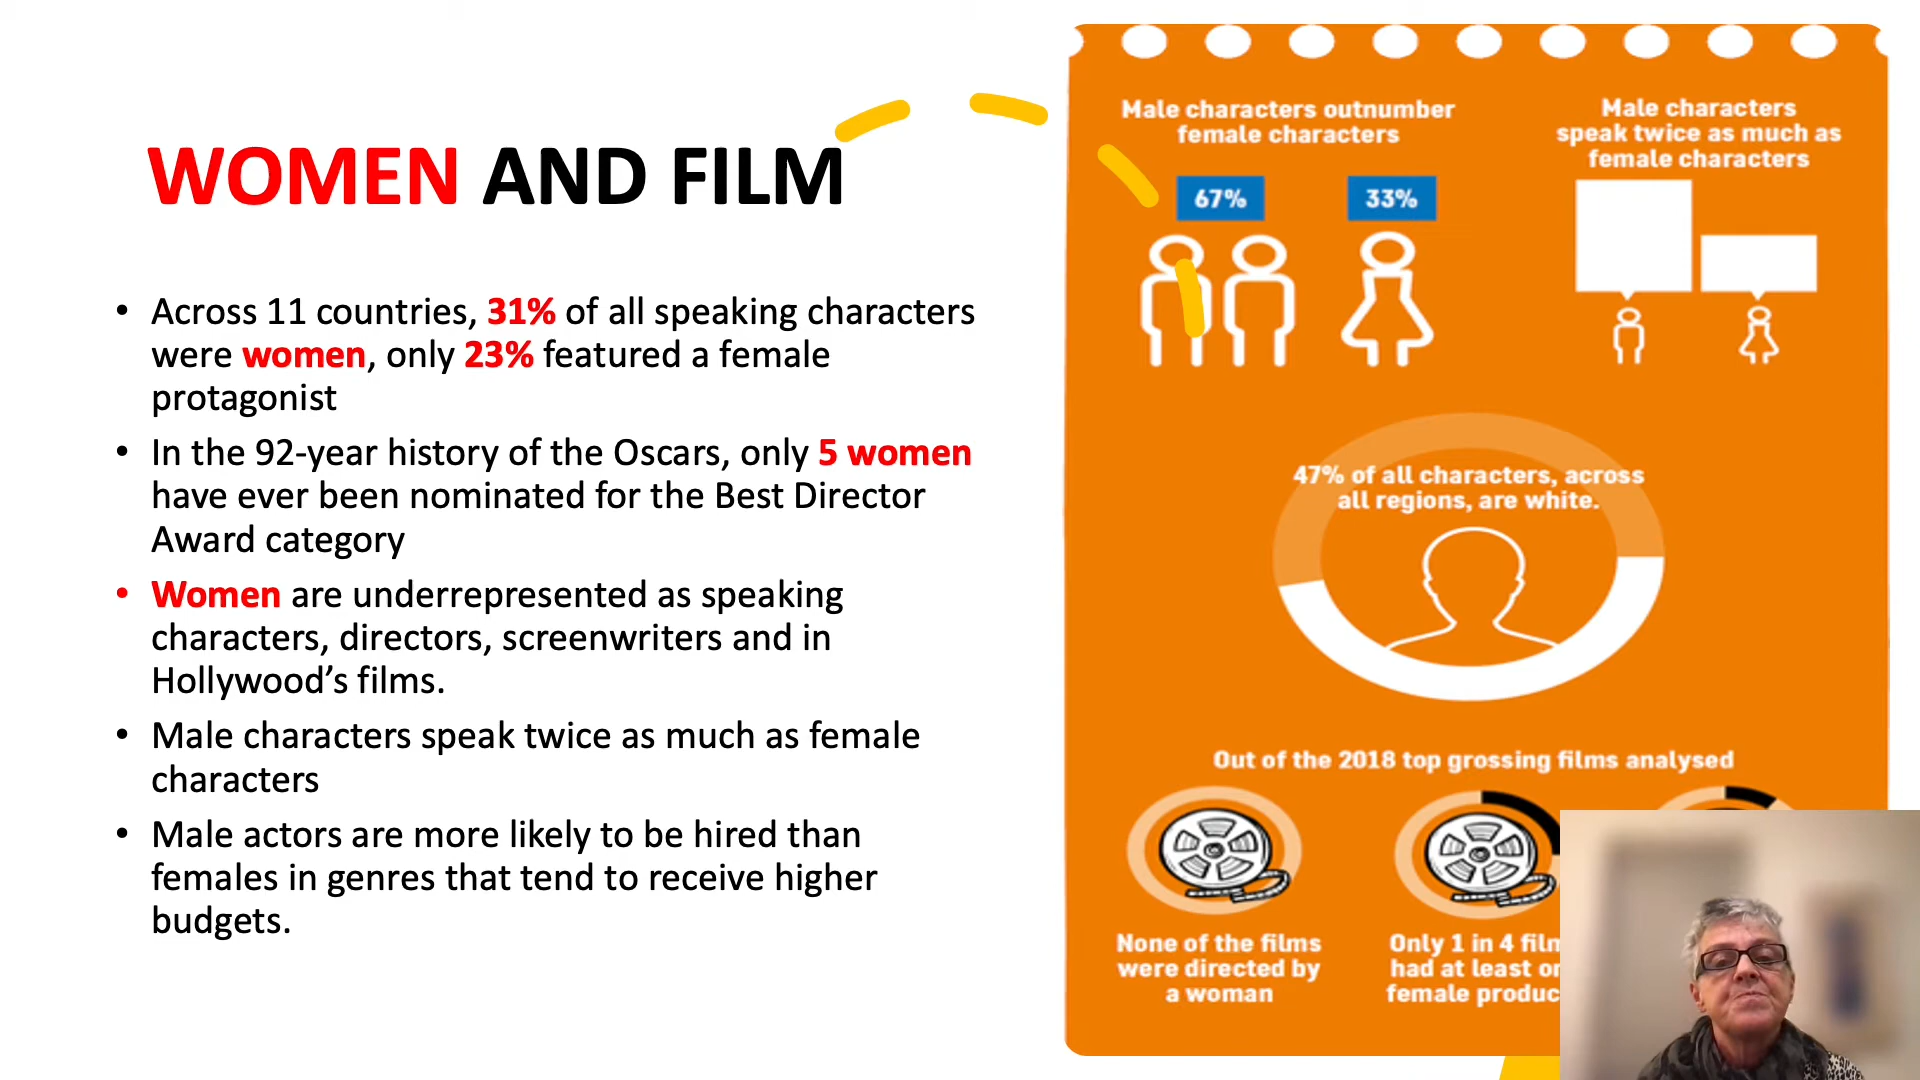 WOMEN AND FILM
• Across 11 countries, 31% of all speaking characters
were women, only 23% featured a female
protagonist
• In the 92-year history of the Oscars, only 5 women
have ever been nominated for the Best Director
Award category
• Women are underrepresented as speaking
characters, directors, screenwriters and in
Hollywood’s films.
• Male characters speak twice as much as female
characters
• Male actors are more likely to be hired than
females in genres that tend to receive higher
budgets.
Male characters outnumber
female characters
67%
33%
Male characters
speak twice as much as
female characters
47% of all characters, across
all regions, are white.
Out of the 2018 top grossing films analysed
None of the films
were directed by
a woman
Only 1 in 4
had at least
female